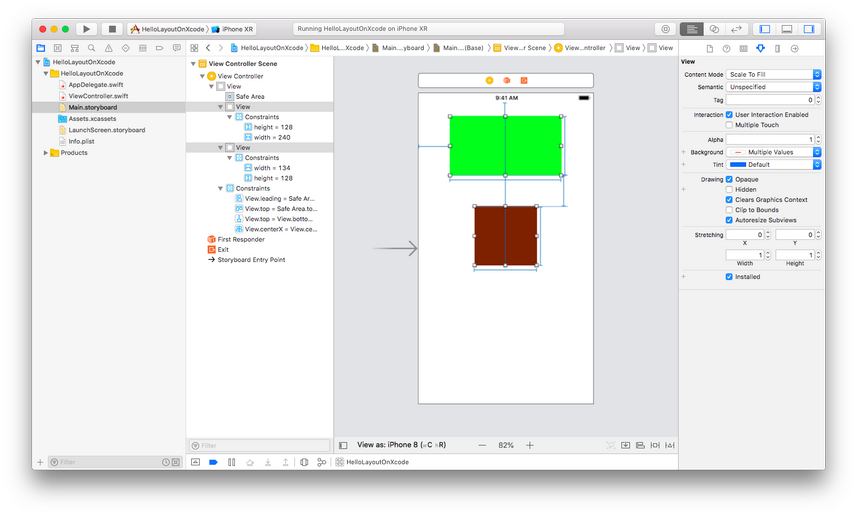 HelloLayoutOnXcode iPhone XR
Running HelloLayoutOnXcode on iPhone XR
HelloLayoutOnXcode HelloL...Xcode Main....yboard Main....(Base) View...r Scene View...ntroller View View
HelloLayoutOnXcode
HelloLayoutOnXcode
AppDelegate.swift
ViewController.swift
Main.storyboard
Assets.xcassets
LaunchScreen.storyboard
Info.plist
Products
Filter
View Controller Scene
View Controller
View
Safe Area
View
Constraints
height = 128
width = 240
View
Constraints
width = 134
height = 128
Constraints
View.leading = Safe Ar...
View.top = Safe Area.to...
View.top = View.botto...
View.centerX = View.ce...
First Responder
Exit
Storyboard Entry Point
Filter
9:41 AM
View as: iPhone 8 (wC hR) 82%
HelloLayoutOnXcode
View
Content Mode Scale To Fill
Semantic Unspecified
Tag 0
Interaction User Interaction Enabled
Multiple Touch
Alpha 1
Background Multiple Values
Tint Default
Drawing Opaque
Hidden
Clears Graphics Context
Clip to Bounds
Autoresize Subviews
Stretching 0 0
X Y
1 1
Width Height
Installed